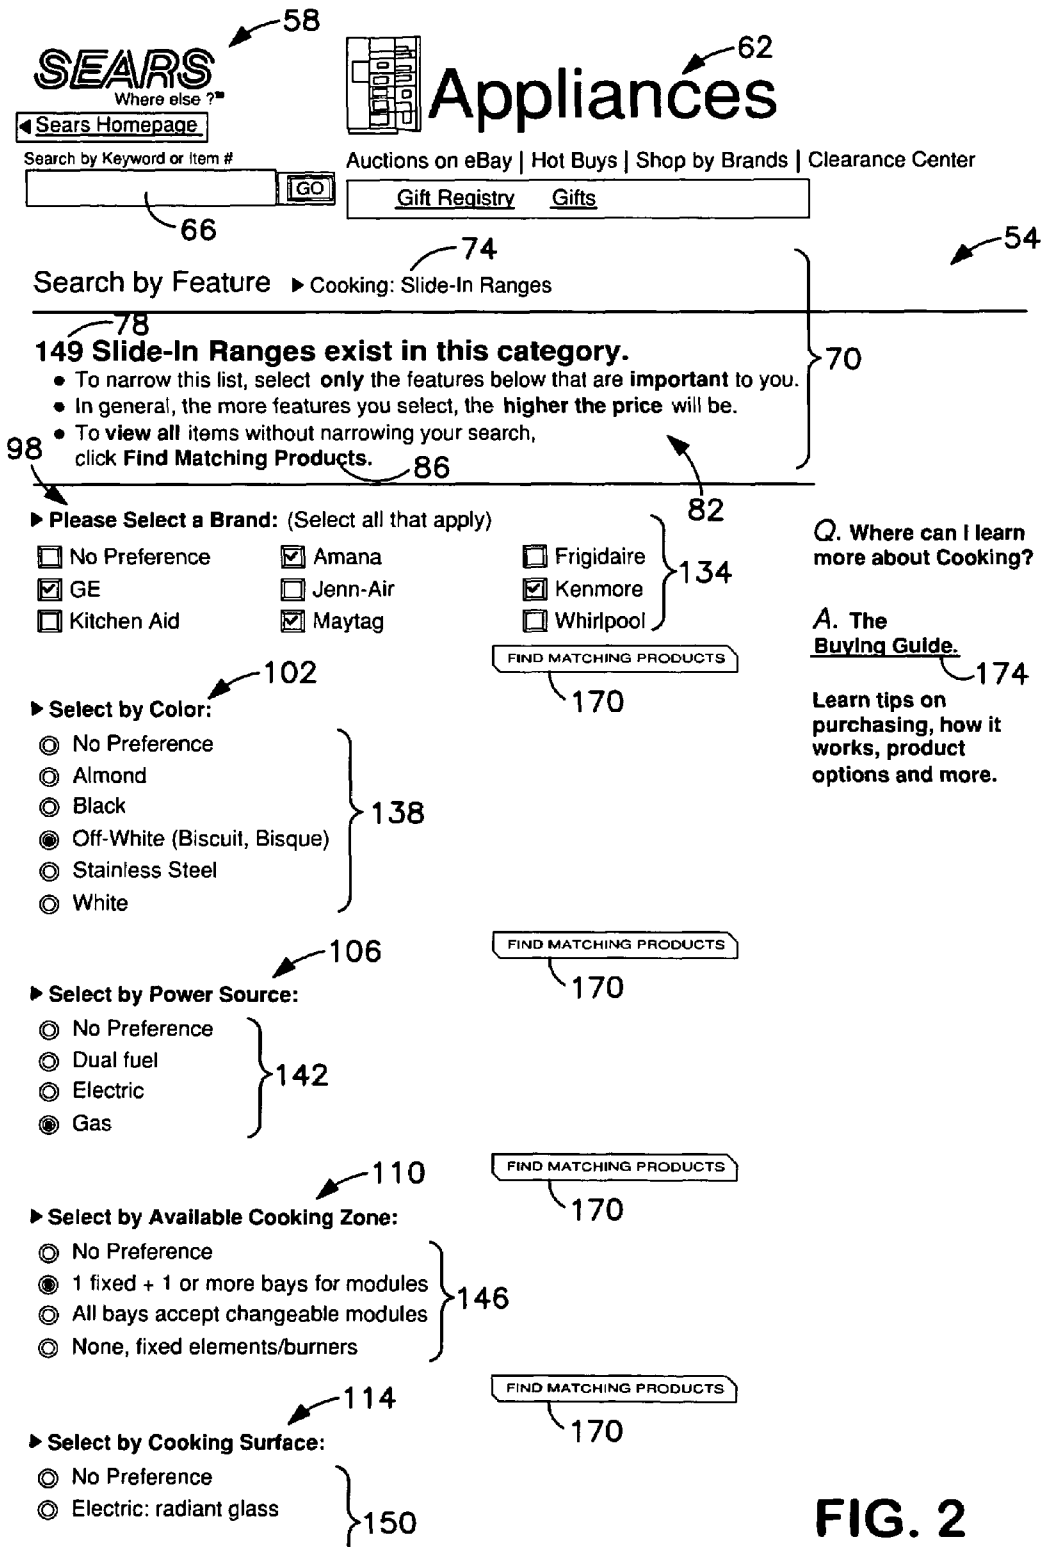 58
SEARS
Where else ?℠
Sears Homepage
62
Appliances
Search by Keyword or Item #
GO
66
Auctions on eBay | Hot Buys | Shop by Brands | Clearance Center
Gift Registry Gifts
54
74
Search by Feature ▶ Cooking: Slide-In Ranges
78
149 Slide-In Ranges exist in this category.
• To narrow this list, select only the features below that are important to you.
• In general, the more features you select, the higher the price will be.
• To view all items without narrowing your search,
click Find Matching Products.
70
98
86
82
▶ Please Select a Brand: (Select all that apply)
No Preference Amana Frigidaire
GE Jenn-Air Kenmore
Kitchen Aid Maytag Whirlpool
134
FIND MATCHING PRODUCTS
170
Q. Where can I learn
more about Cooking?
A. The
Buying Guide.
174
Learn tips on
purchasing, how it
works, product
options and more.
102
▶ Select by Color:
No Preference
Almond
Black
Off-White (Biscuit, Bisque)
Stainless Steel
White
138
FIND MATCHING PRODUCTS
170
106
▶ Select by Power Source:
No Preference
Dual fuel
Electric
Gas
142
FIND MATCHING PRODUCTS
170
110
▶ Select by Available Cooking Zone:
No Preference
1 fixed + 1 or more bays for modules
All bays accept changeable modules
None, fixed elements/burners
146
FIND MATCHING PRODUCTS
170
114
▶ Select by Cooking Surface:
No Preference
Electric: radiant glass
150
FIG. 2